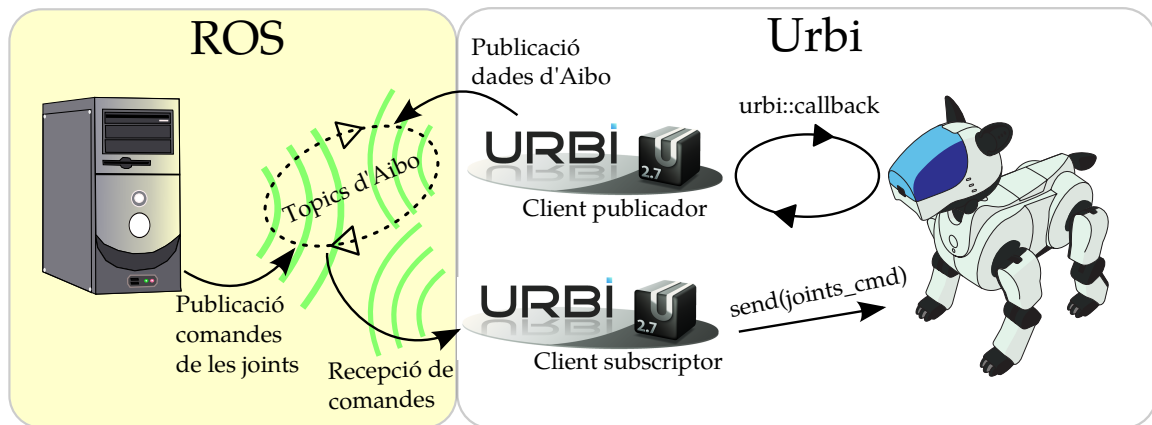 ROS
Urbi
Publicació
dades d'Aibo
urbi::callback
URBI
U
2.7
Topics d'Aibo
Client publicador
Publicació
comandes
de les joints
URBI
U
2.7
send(joints_cmd)
Client subscriptor
Recepció de
comandes